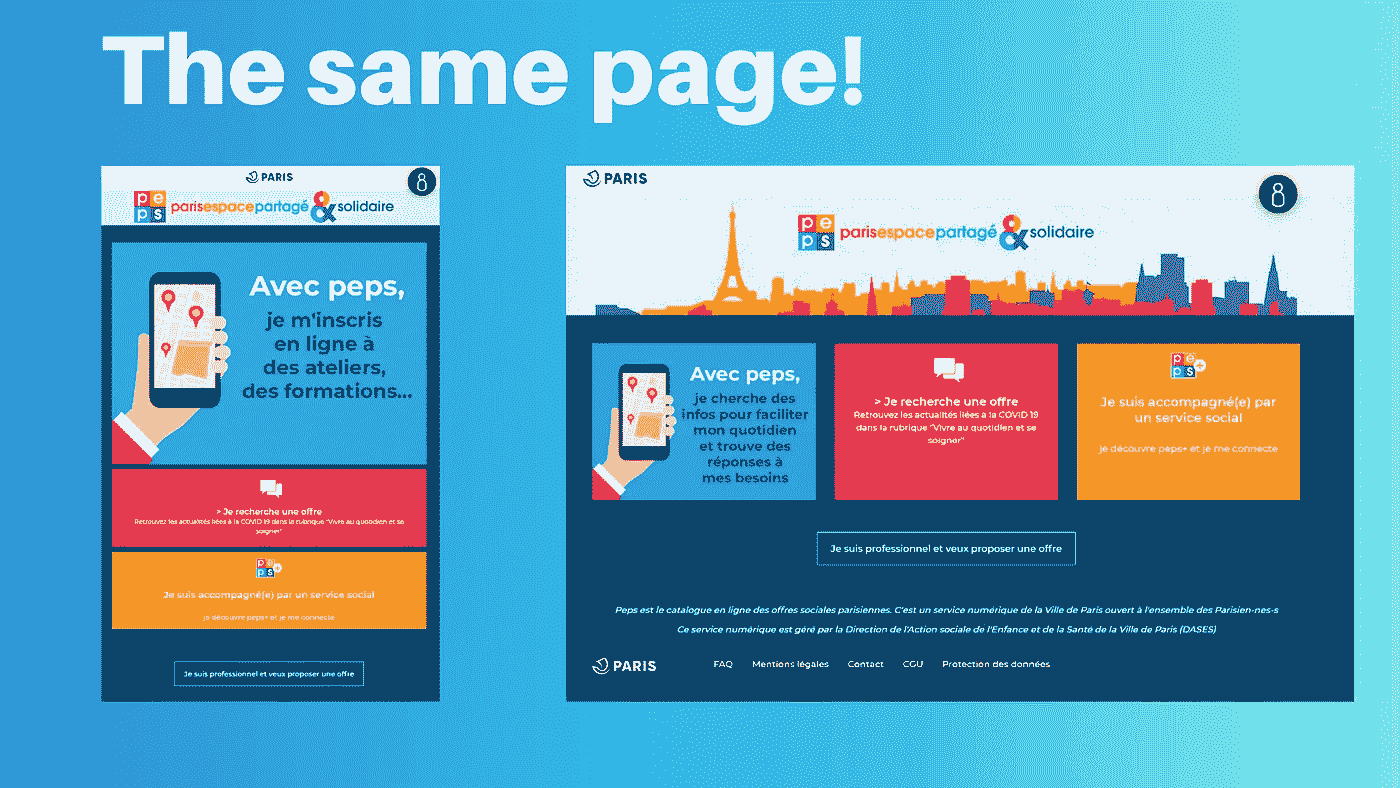 The same page!
PARIS
peps parisespacepartagé & solidaire
Avec peps,
je m'inscris
en ligne à
des ateliers,
des formations...
> Je recherche une offre
Retrouvez les actualités liées à la COVID 19 dans la rubrique "Vivre au quotidien et se
soigner"
peps+
Je suis accompagné(e) par un service social
je découvre peps+ et je me connecte
Je suis professionnel et veux proposer une offre
PARIS
peps parisespacepartagé & solidaire
Avec peps,
je cherche des
infos pour faciliter
mon quotidien
et trouve des
réponses à
mes besoins
> Je recherche une offre
Retrouvez les actualités liées à la COVID 19
dans la rubrique "Vivre au quotidien et se
soigner"
peps+
Je suis accompagné(e) par
un service social
je découvre peps+ et je me connecte
Je suis professionnel et veux proposer une offre
Peps est le catalogue en ligne des offres sociales parisiennes. C'est un service numérique de la Ville de Paris ouvert à l'ensemble des Parisien-nes-s
Ce service numérique est géré par la Direction de l'Action sociale de l'Enfance et de la Santé de la Ville de Paris (DASES)
PARIS FAQ Mentions légales Contact CGU Protection des données